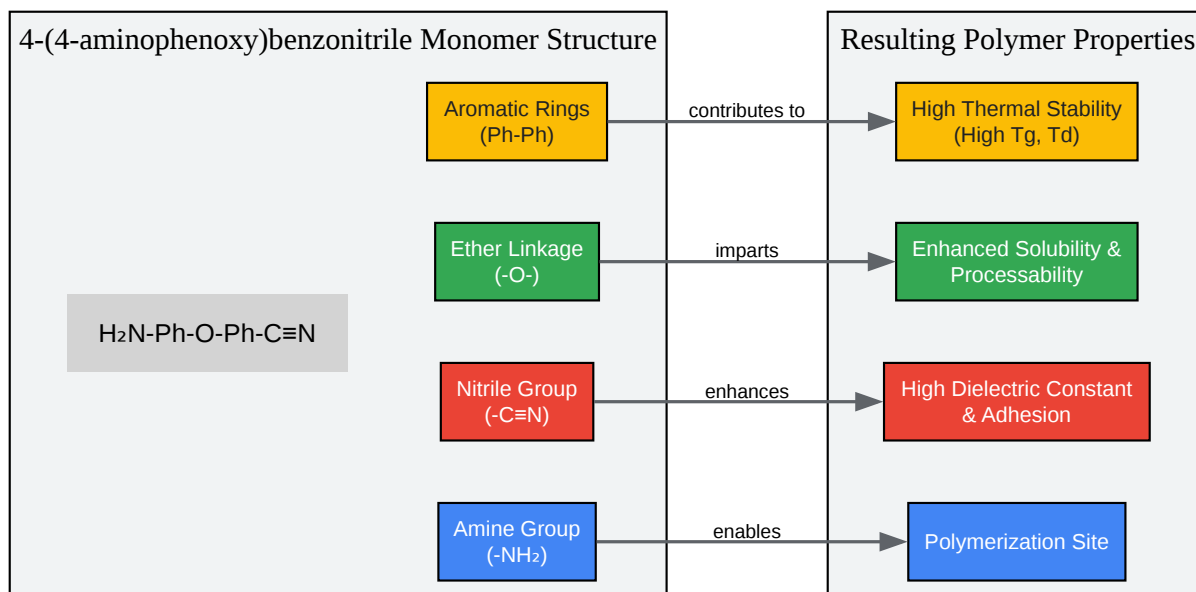 4-(4-aminophenoxy)benzonitrile Monomer Structure
Resulting Polymer Properties
Aromatic Rings
(Ph-Ph)
contributes to
High Thermal Stability
(High Tg, Td)
Ether Linkage
(-O-)
imparts
Enhanced Solubility &
Processability
H₂N-Ph-O-Ph-C≡N
Nitrile Group
(-C≡N)
enhances
High Dielectric Constant
& Adhesion
Amine Group
(-NH₂)
enables
Polymerization Site